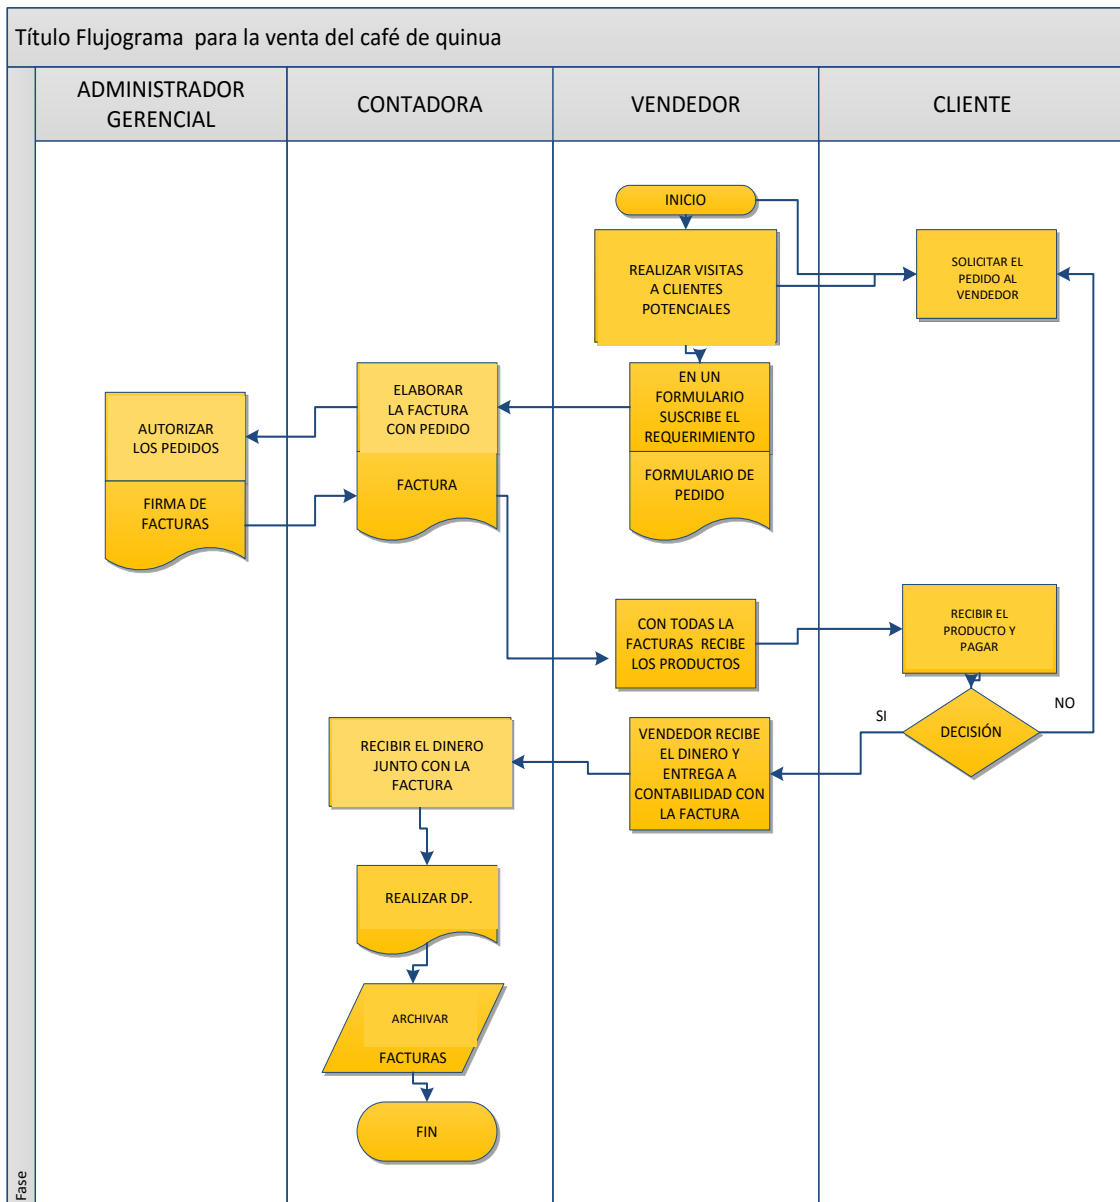 Título Flujograma  para la venta del café de quinua
ADMINISTRADOR
GERENCIAL
CONTADORA
VENDEDOR
CLIENTE
INICIO
REALIZAR VISITAS
A CLIENTES
POTENCIALES
SOLICITAR EL
PEDIDO AL
VENDEDOR
EN UN
FORMULARIO
SUSCRIBE EL
REQUERIMIENTO
FORMULARIO DE
PEDIDO
ELABORAR
LA FACTURA
CON PEDIDO
FACTURA
AUTORIZAR
LOS PEDIDOS
FIRMA DE
FACTURAS
CON TODAS LA
FACTURAS  RECIBE
LOS PRODUCTOS
RECIBIR EL
PRODUCTO Y
PAGAR
DECISIÓN
SI
NO
VENDEDOR RECIBE
EL DINERO Y
ENTREGA A
CONTABILIDAD CON
LA FACTURA
RECIBIR EL DINERO
JUNTO CON LA
FACTURA
REALIZAR DP.
ARCHIVAR
FACTURAS
FIN
Fase